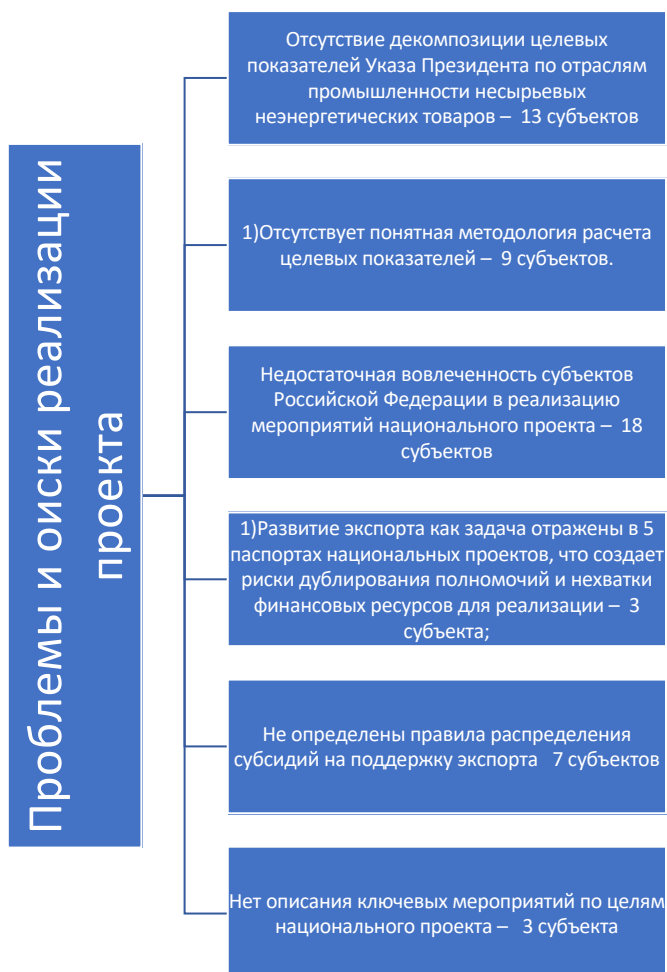 Проблемы и оиски реализации
проекта
Отсутствие декомпозиции целевых
показателей Указа Президента по отраслям
промышленности несырьевых
неэнергетических товаров – 13 субъектов
1)Отсутствует понятная методология расчета
целевых показателей – 9 субъектов.
Недостаточная вовлеченность субъектов
Российской Федерации в реализацию
мероприятий национального проекта – 18
субъектов
1)Развитие экспорта как задача отражены в 5
паспортах национальных проектов, что создает
риски дублирования полномочий и нехватки
финансовых ресурсов для реализации – 3
субъекта;
Не определены правила распределения
субсидий на поддержку экспорта 7 субъектов
Нет описания ключевых мероприятий по целям
национального проекта – 3 субъекта